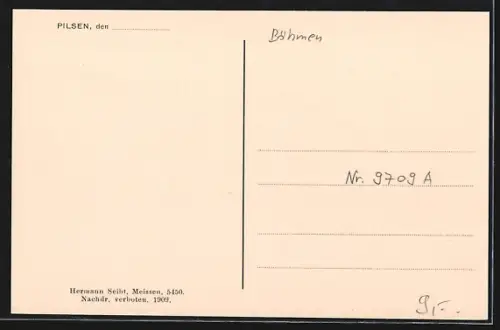 PILSEN, den
Böhmen
Nr. 9709 A
Hermann Seibt, Meissen, 5450.
Nachdr. verboten. 1909.
9,-